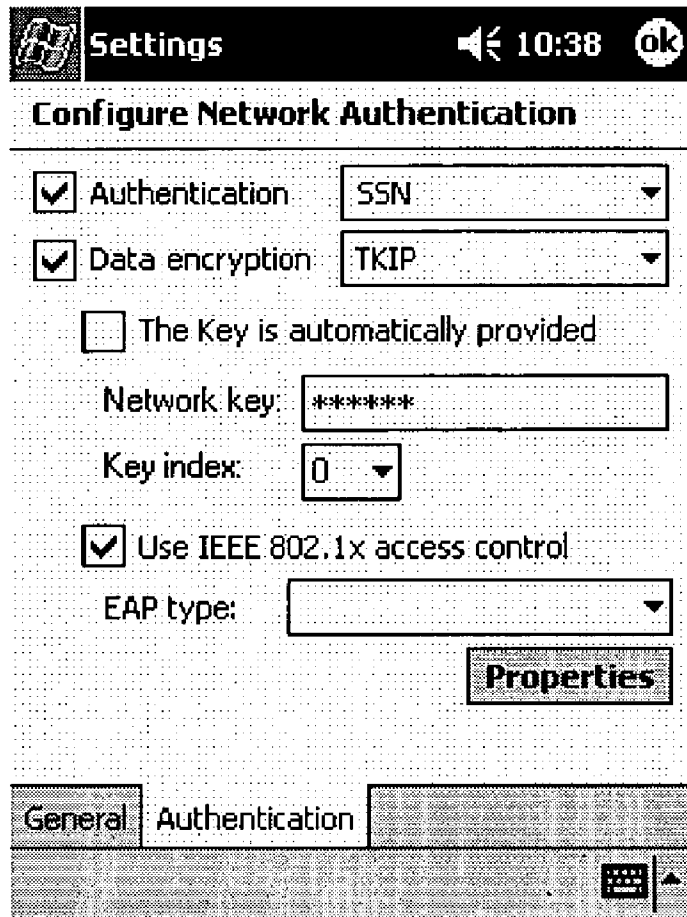 Settings 10:38 ok
Configure Network Authentication
Authentication SSN
Data encryption TKIP
The Key is automatically provided
Network key: ******
Key index: 0
Use IEEE 802.1x access control
EAP type:
Properties
General Authentication